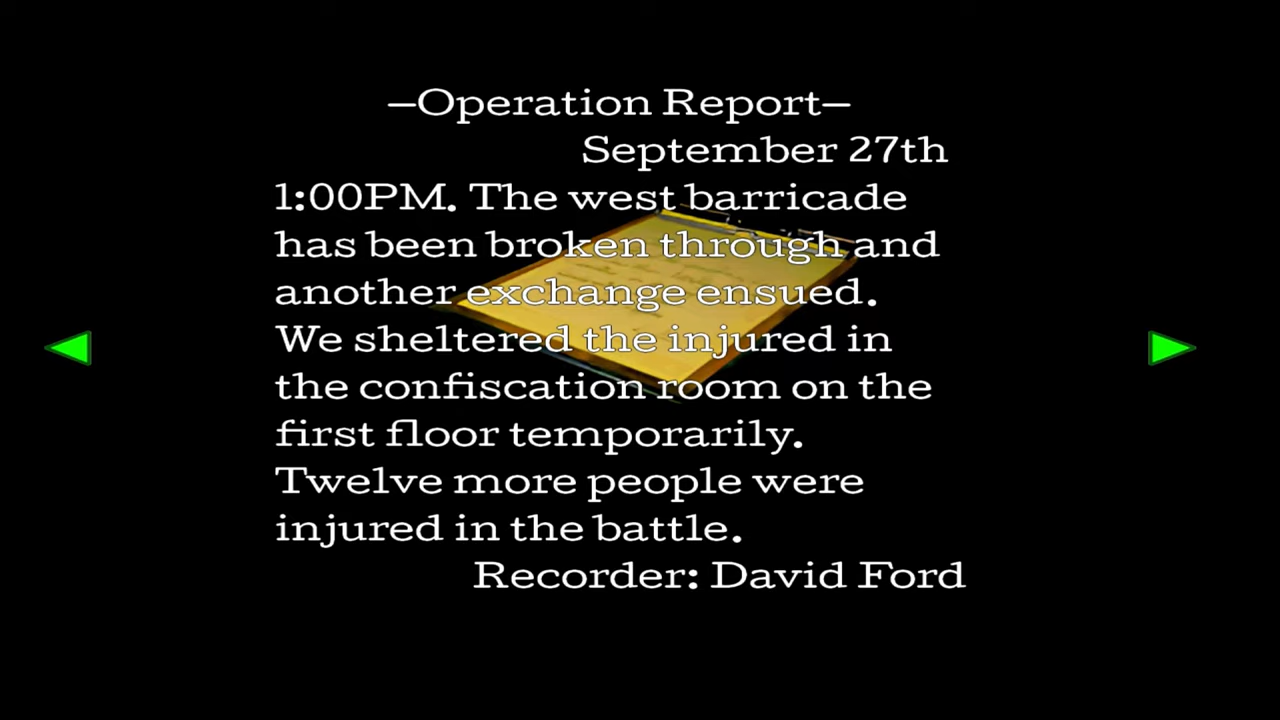 —Operation Report—
September 27th
1:00PM. The west barricade
has been broken through and
another exchange ensued.
We sheltered the injured in
the confiscation room on the
first floor temporarily.
Twelve more people were
injured in the battle.
Recorder: David Ford